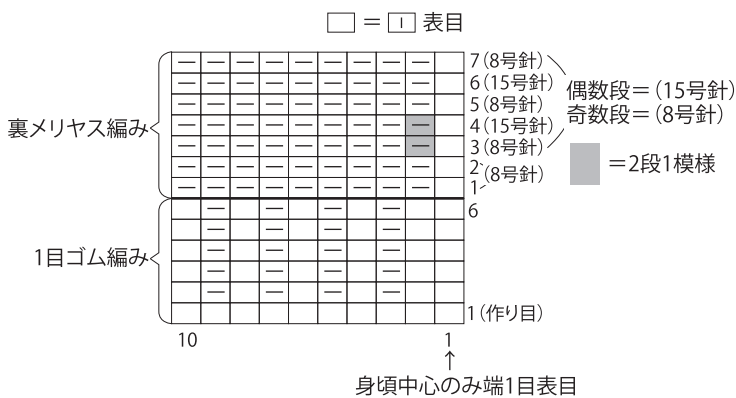 □ = | 表目
7(8号針)
6(15号針)
5(8号針)
4(15号針)
3(8号針)
2
1
(8号針)
偶数段=(15号針)
奇数段=(8号針)
=2段1模様
裏メリヤス編み
6
1目ゴム編み
1(作り目)
10
1
↑
身頃中心のみ端1目表目